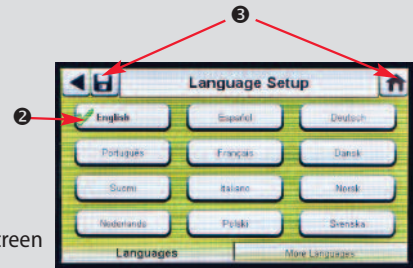 ❸
Language Setup
❷
English Español Deutsch
Português Français Dansk
Suomi Italiano Norsk
Nederlands Polski Svenska
creen
Languages More Languages